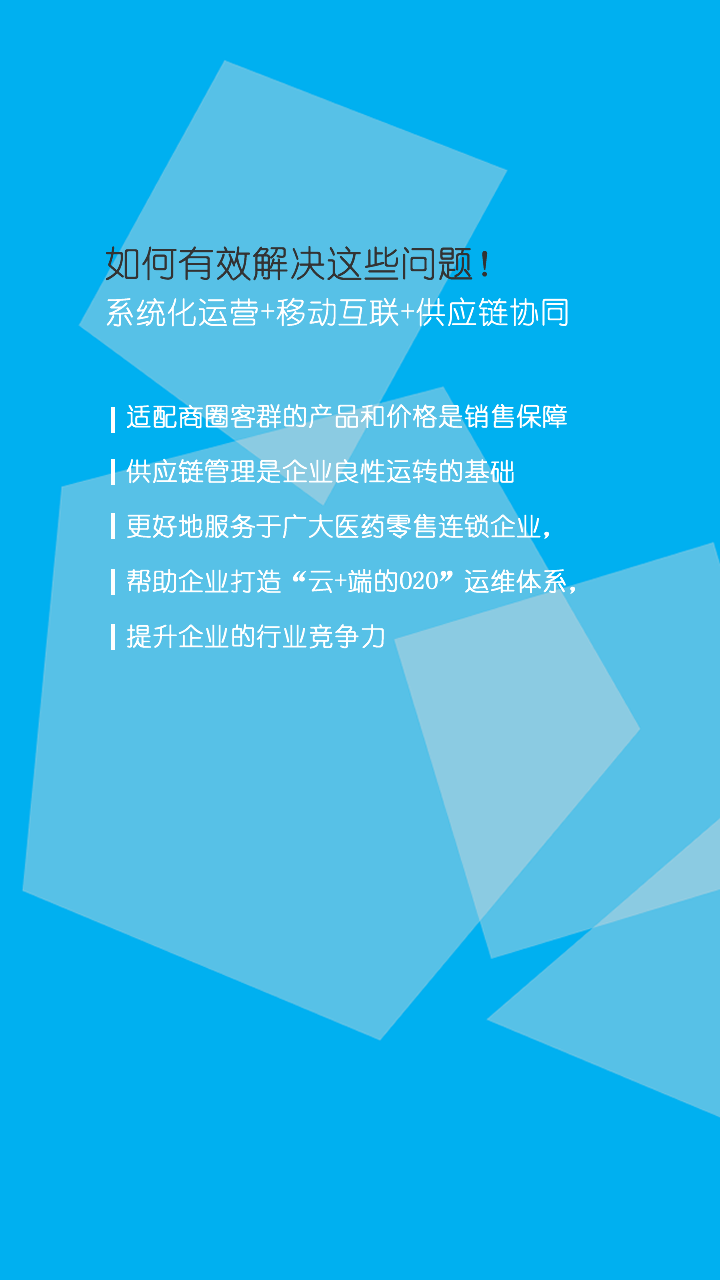 如何有效解决这些问题！
系统化运营+移动互联+供应链协同
适配商圈客群的产品和价格是销售保障
供应链管理是企业良性运转的基础
更好地服务于广大医药零售连锁企业，
帮助企业打造“云+端的O2O”运维体系，
提升企业的行业竞争力